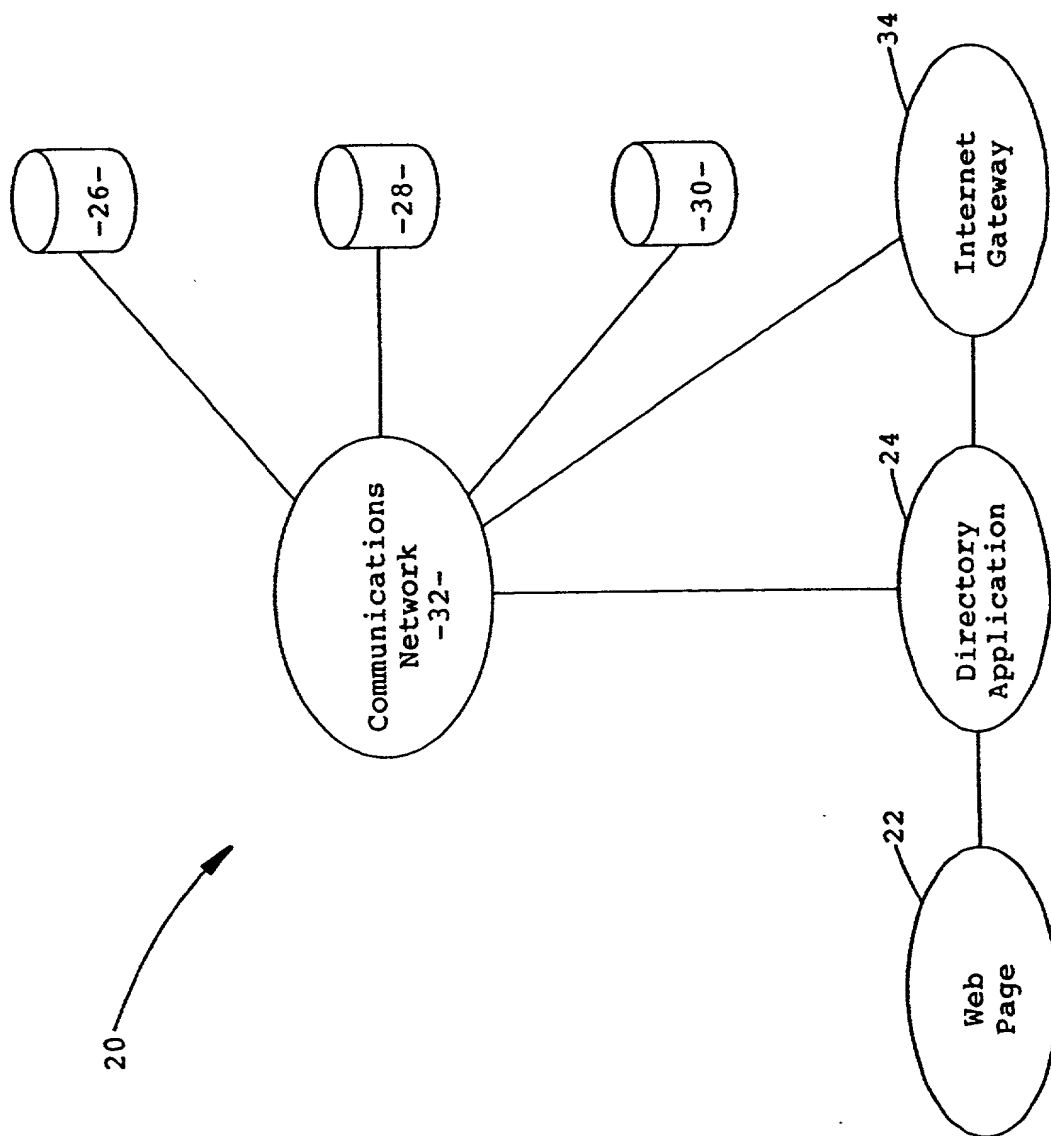 20
-26-
-28-
-30-
Communications
Network
-32-
22
24
34
Web
Page
Directory
Application
Internet
Gateway